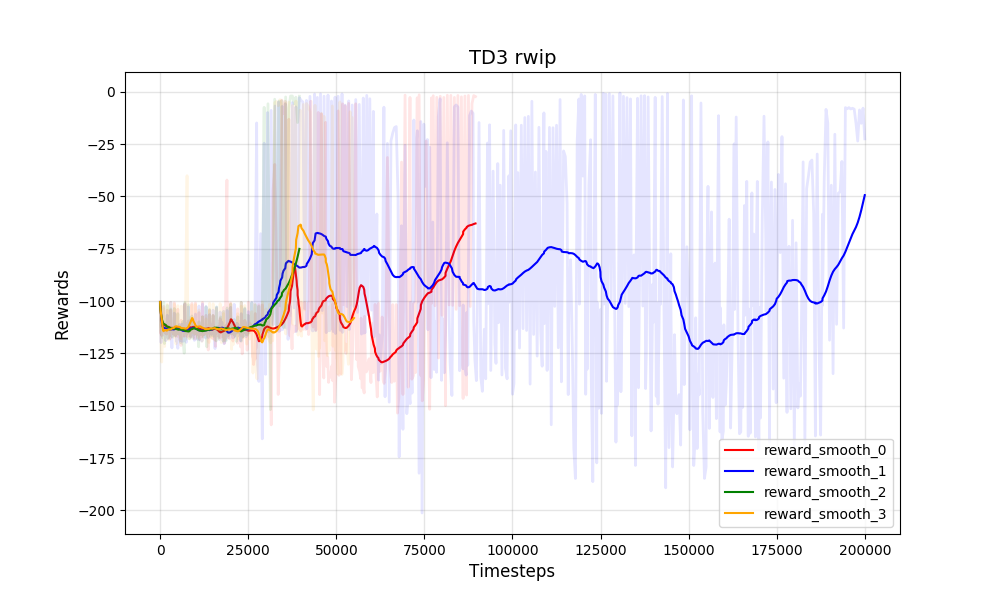 TD3 rwip
Rewards
0
−25
−50
−75
−100
−125
−150
−175
−200
reward_smooth_0
reward_smooth_1
reward_smooth_2
reward_smooth_3
0 25000 50000 75000 100000 125000 150000 175000 200000
Timesteps